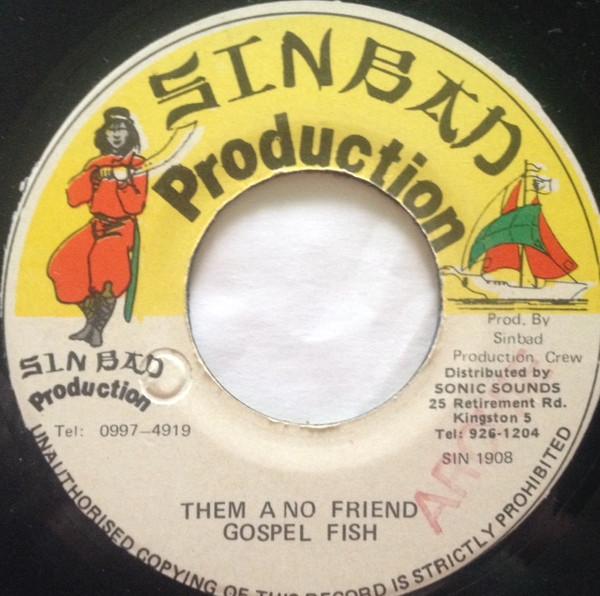 SINBAD
Production
SINBAD
Production
Tel: 0997-4919
Prod. By
Sinbad
Production Crew
Distributed by
SONIC SOUNDS
25 Retirement Rd.
Kingston 5
Tel: 926-1204
SIN 1908
THEM A NO FRIEND
GOSPEL FISH
UNAUTHORISED COPYING OF THIS RECORD IS STRICTLY PROHIBITED